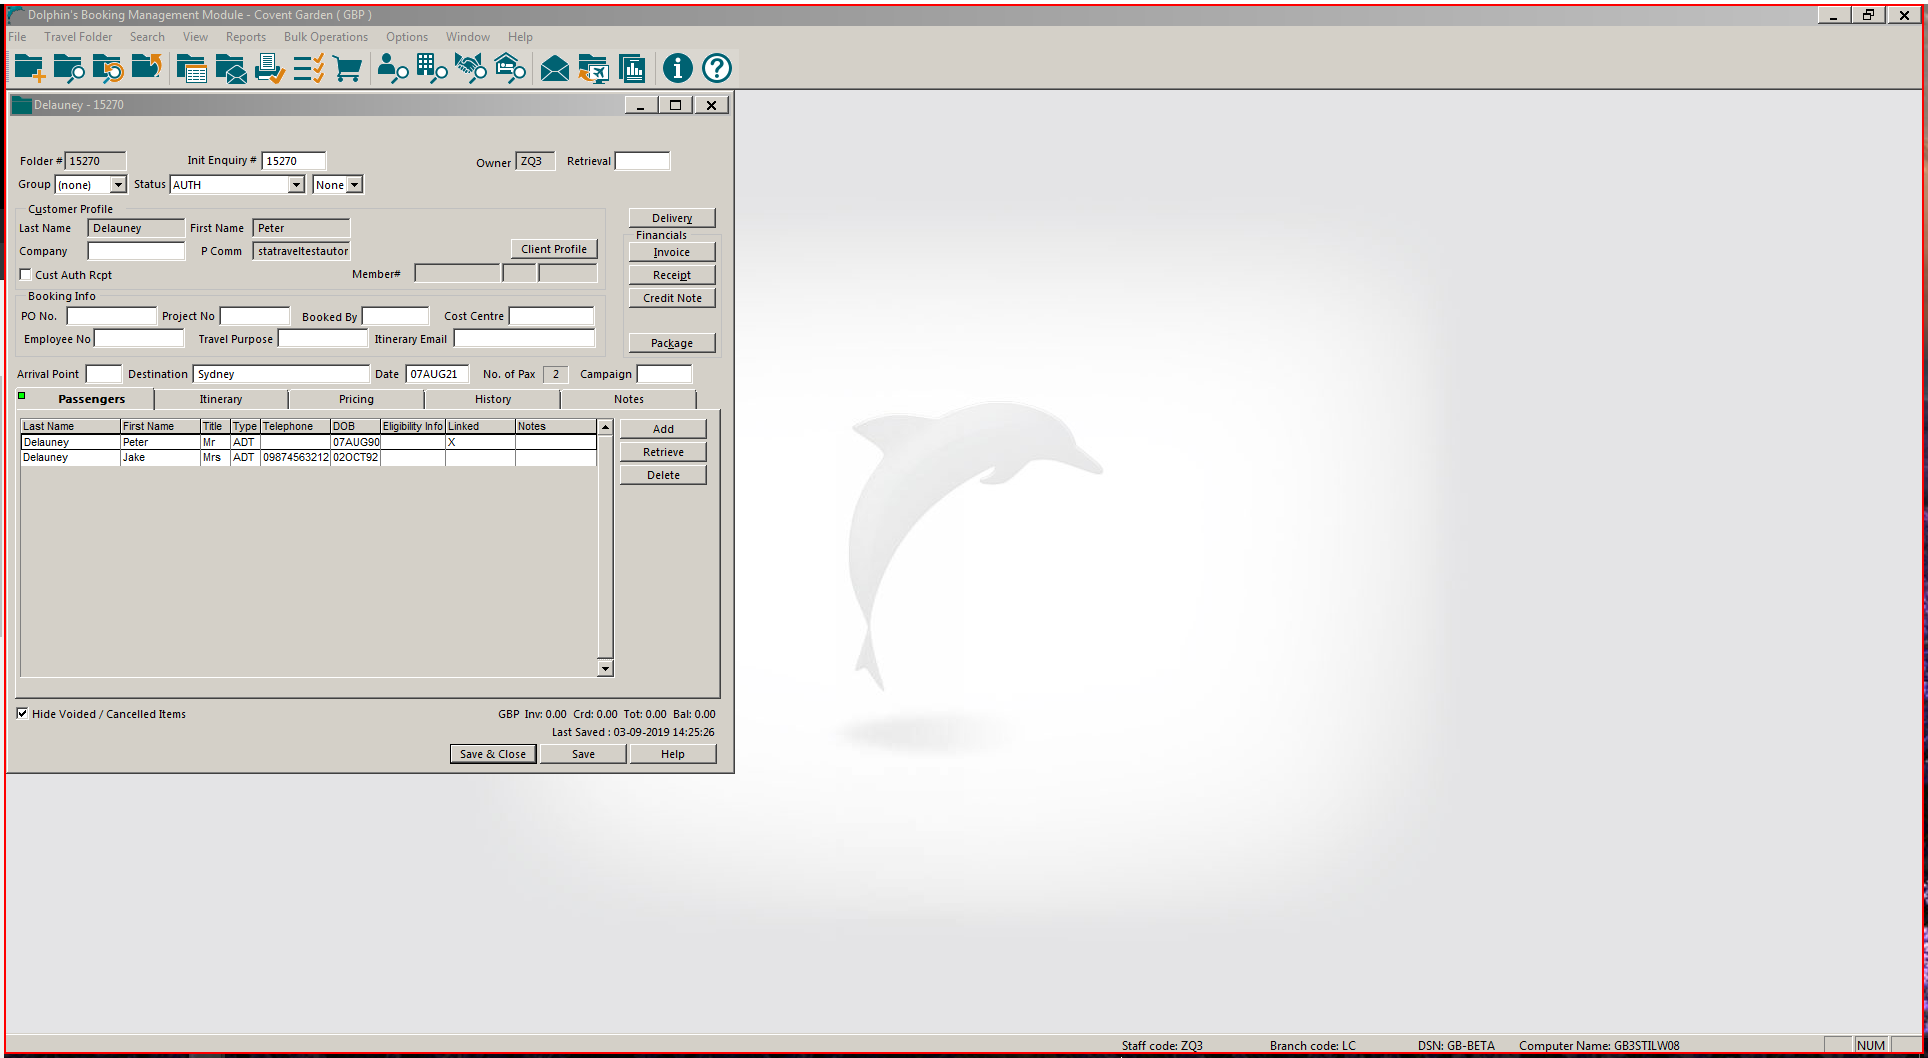 Dolphin's Booking Management Module - Covent Garden ( GBP )
File Travel Folder Search View Reports Bulk Operations Options Window Help
Delauney - 15270
Folder # 15270 Init Enquiry # 15270 Owner ZQ3 Retrieval
Group (none) Status AUTH None
Customer Profile
Last Name Delauney First Name Peter
Company P Comm statraveltestautor Client Profile
Cust Auth Rcpt Member#
Delivery
Financials
Invoice
Receipt
Credit Note
Package
Booking Info
PO No. Project No Booked By Cost Centre
Employee No Travel Purpose Itinerary Email
Arrival Point Destination Sydney Date 07AUG21 No. of Pax 2 Campaign
Passengers Itinerary Pricing History Notes
Last Name First Name Title Type Telephone DOB Eligibility Info Linked Notes
Delauney Peter Mr ADT 07AUG90 X
Delauney Jake Mrs ADT 09874563212 02OCT92
Add
Retrieve
Delete
Hide Voided / Cancelled Items GBP Inv: 0.00 Crd: 0.00 Tot: 0.00 Bal: 0.00
Last Saved : 03-09-2019 14:25:26
Save & Close Save Help
Staff code: ZQ3 Branch code: LC DSN: GB-BETA Computer Name: GB3STILW08 NUM